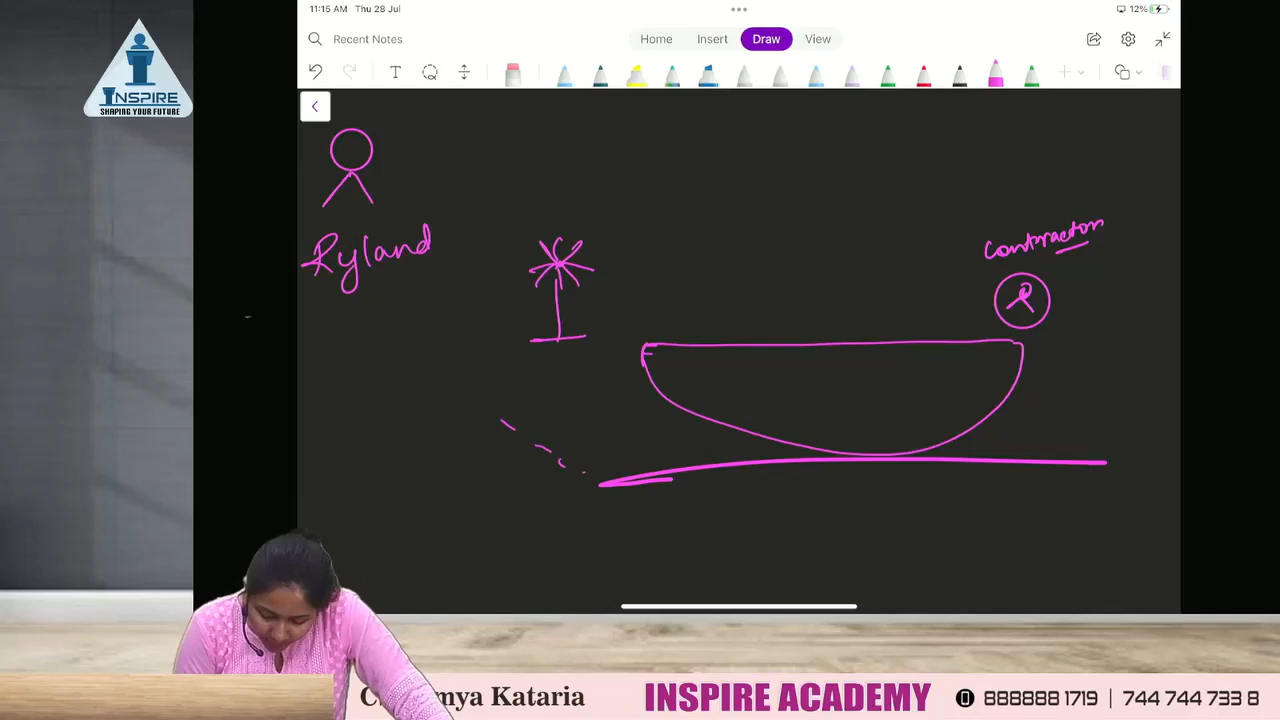 11:15 AM Thu 28 Jul
12%
Recent Notes
Home Insert Draw View
T
INSPIRE
SHAPING YOUR FUTURE
Ryland
Contractor
mya Kataria
INSPIRE ACADEMY
888888 1719 | 744 744 733 8